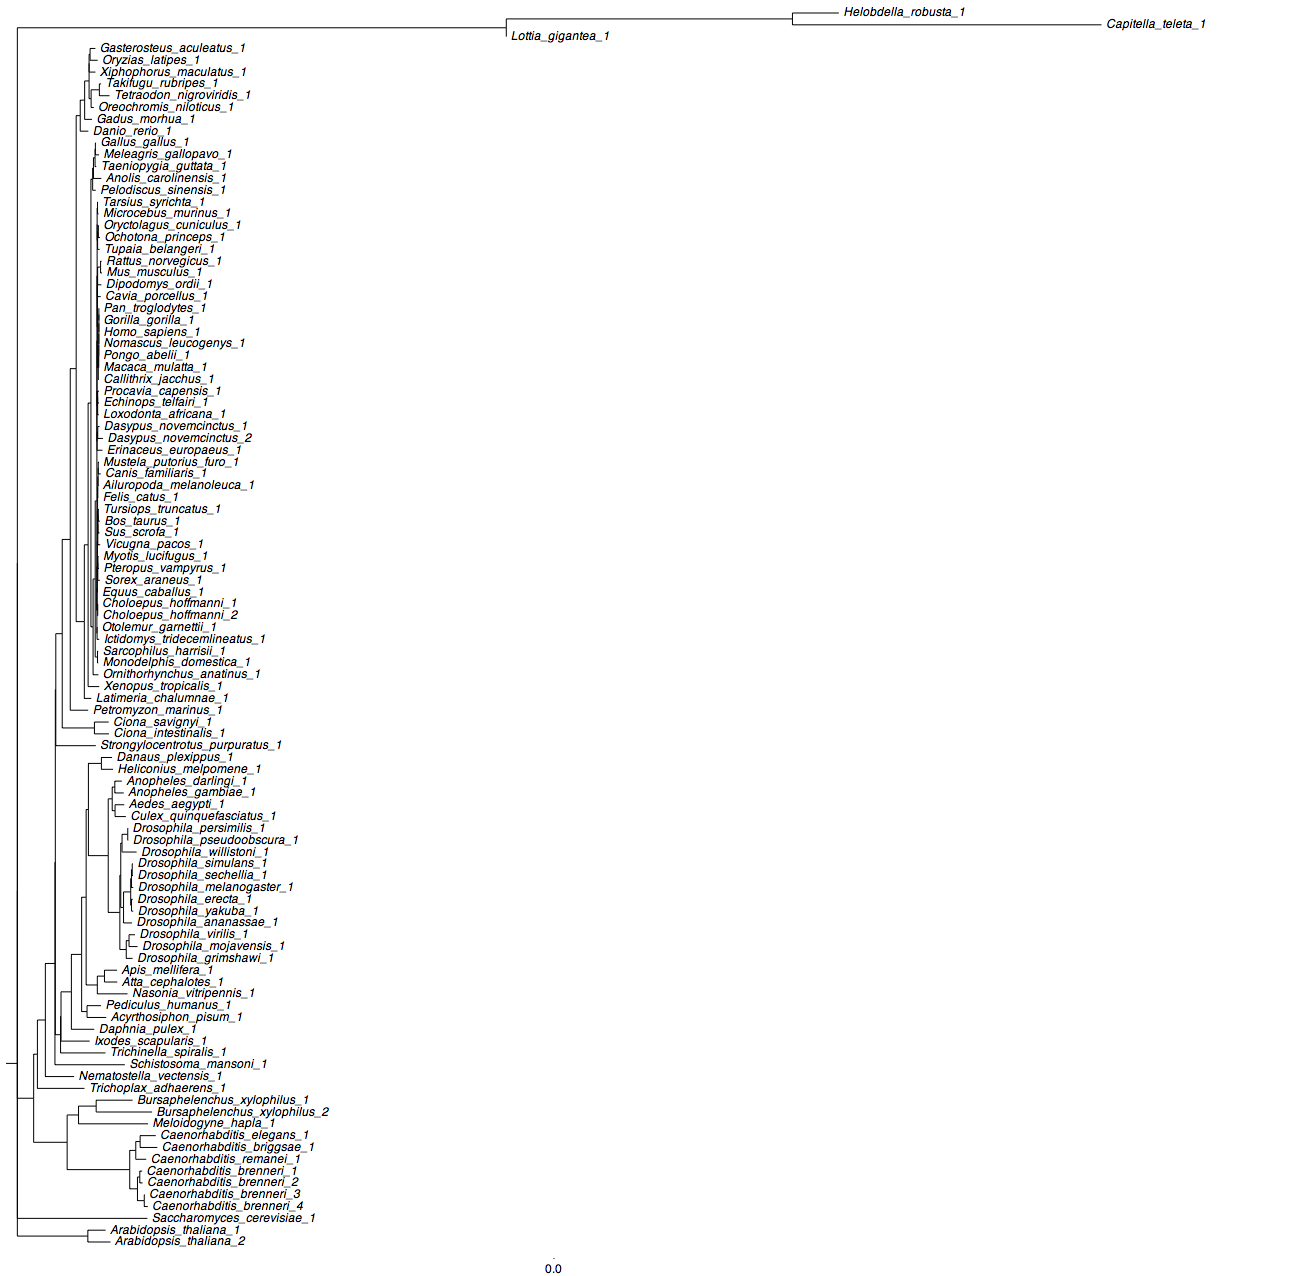 Helobdella_robusta_1
Capitella_teleta_1
Lottia_gigantea_1
Gasterosteus_aculeatus_1
Oryzias_latipes_1
Xiphophorus_maculatus_1
Takifugu_rubripes_1
Tetraodon_nigroviridis_1
Oreochromis_niloticus_1
Gadus_morhua_1
Danio_rerio_1
Gallus_gallus_1
Meleagris_gallopavo_1
Taeniopygia_guttata_1
Anolis_carolinensis_1
Pelodiscus_sinensis_1
Tarsius_syrichta_1
Microcebus_murinus_1
Oryctolagus_cuniculus_1
Ochotona_princeps_1
Tupaia_belangeri_1
Rattus_norvegicus_1
Mus_musculus_1
Dipodomys_ordii_1
Cavia_porcellus_1
Pan_troglodytes_1
Gorilla_gorilla_1
Homo_sapiens_1
Nomascus_leucogenys_1
Pongo_abelii_1
Macaca_mulatta_1
Callithrix_jacchus_1
Procavia_capensis_1
Echinops_telfairi_1
Loxodonta_africana_1
Dasypus_novemcinctus_1
Dasypus_novemcinctus_2
Erinaceus_europaeus_1
Mustela_putorius_furo_1
Canis_familiaris_1
Ailuropoda_melanoleuca_1
Felis_catus_1
Tursiops_truncatus_1
Bos_taurus_1
Sus_scrofa_1
Vicugna_pacos_1
Myotis_lucifugus_1
Pteropus_vampyrus_1
Sorex_araneus_1
Equus_caballus_1
Choloepus_hoffmanni_1
Choloepus_hoffmanni_2
Otolemur_garnettii_1
Ictidomys_tridecemlineatus_1
Sarcophilus_harrisii_1
Monodelphis_domestica_1
Ornithorhynchus_anatinus_1
Xenopus_tropicalis_1
Latimeria_chalumnae_1
Petromyzon_marinus_1
Ciona_savignyi_1
Ciona_intestinalis_1
Strongylocentrotus_purpuratus_1
Danaus_plexippus_1
Heliconius_melpomene_1
Anopheles_darlingi_1
Anopheles_gambiae_1
Aedes_aegypti_1
Culex_quinquefasciatus_1
Drosophila_persimilis_1
Drosophila_pseudoobscura_1
Drosophila_willistoni_1
Drosophila_simulans_1
Drosophila_sechellia_1
Drosophila_melanogaster_1
Drosophila_erecta_1
Drosophila_yakuba_1
Drosophila_ananassae_1
Drosophila_virilis_1
Drosophila_mojavensis_1
Drosophila_grimshawi_1
Apis_mellifera_1
Atta_cephalotes_1
Nasonia_vitripennis_1
Pediculus_humanus_1
Acyrthosiphon_pisum_1
Daphnia_pulex_1
Ixodes_scapularis_1
Trichinella_spiralis_1
Schistosoma_mansoni_1
Nematostella_vectensis_1
Trichoplax_adhaerens_1
Bursaphelenchus_xylophilus_1
Bursaphelenchus_xylophilus_2
Meloidogyne_hapla_1
Caenorhabditis_elegans_1
Caenorhabditis_briggsae_1
Caenorhabditis_remanei_1
Caenorhabditis_brenneri_1
Caenorhabditis_brenneri_2
Caenorhabditis_brenneri_3
Caenorhabditis_brenneri_4
Saccharomyces_cerevisiae_1
Arabidopsis_thaliana_1
Arabidopsis_thaliana_2
0.0